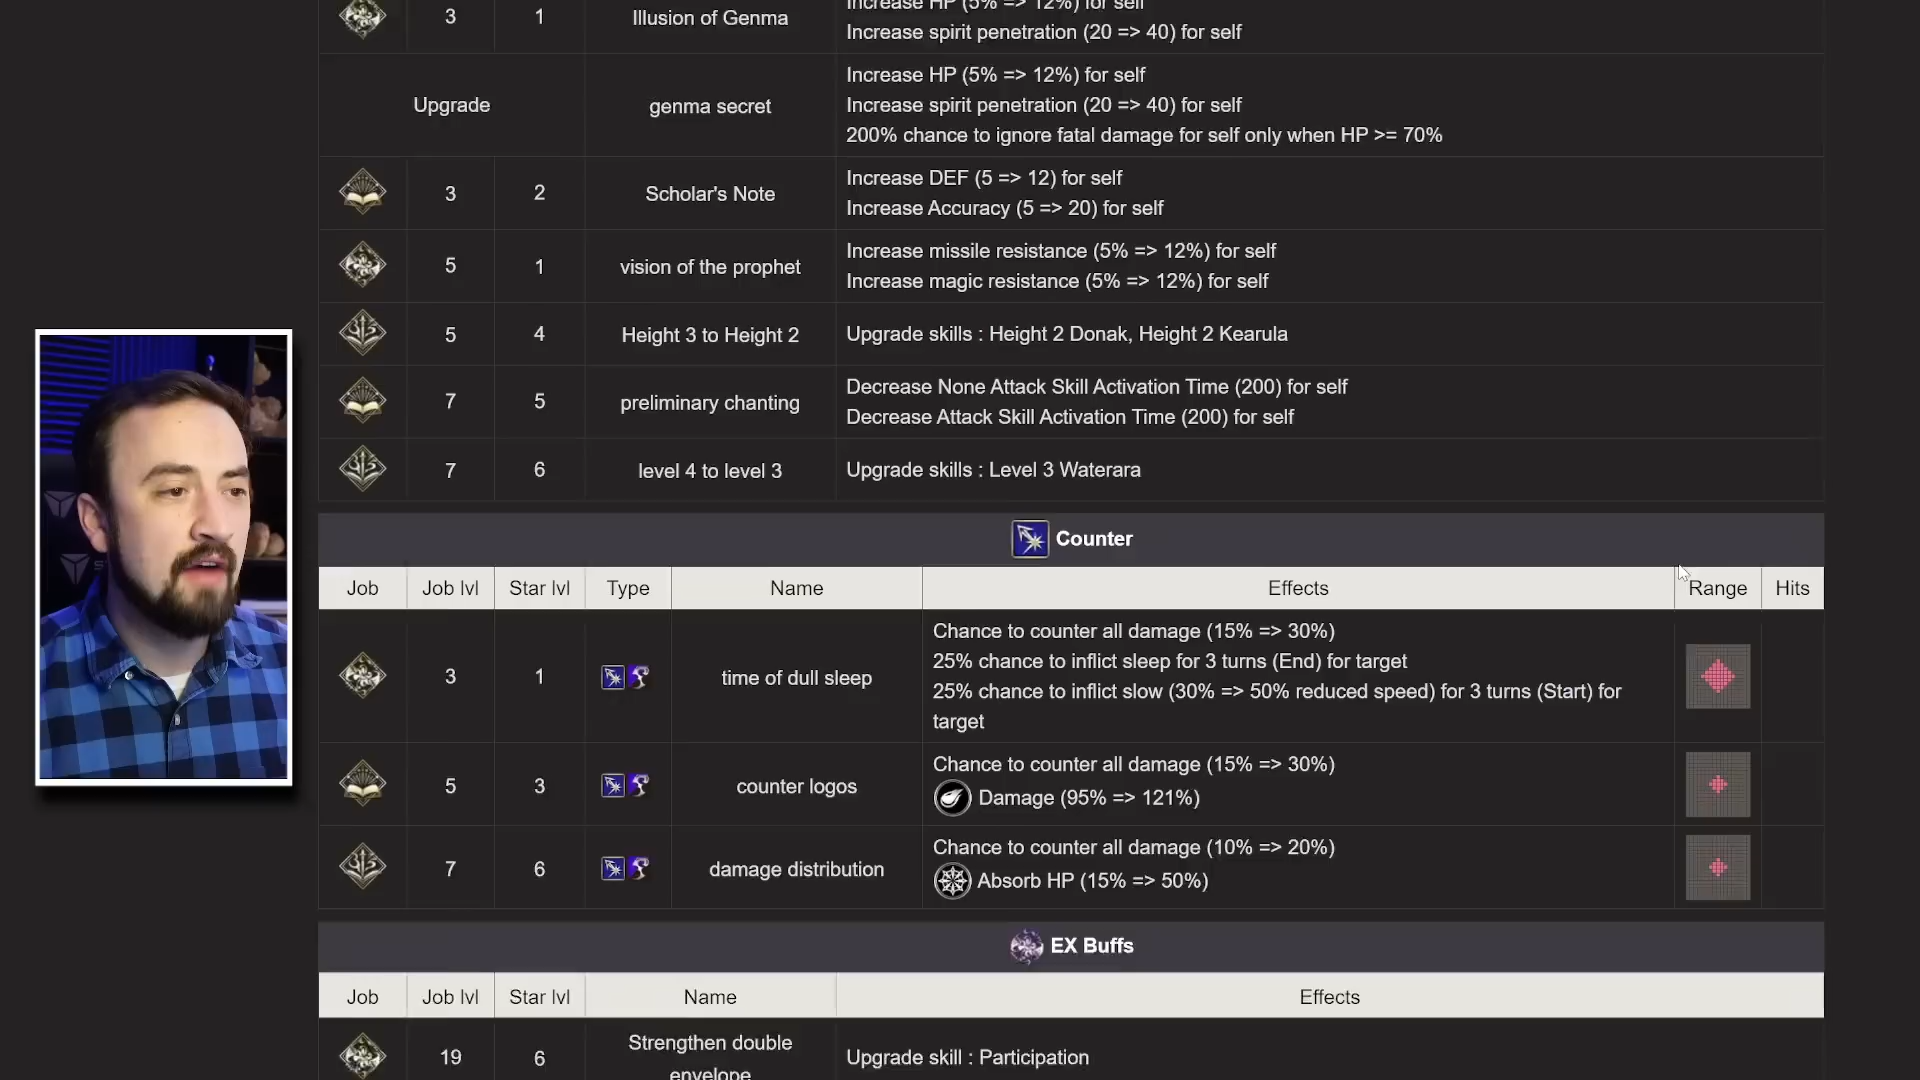 Increase HP (5% => 12%) for self
3 1 Illusion of Genma
Increase spirit penetration (20 => 40) for self
Increase HP (5% => 12%) for self
Upgrade genma secret Increase spirit penetration (20 => 40) for self
200% chance to ignore fatal damage for self only when HP >= 70%
Increase DEF (5 => 12) for self
3 2 Scholar's Note
Increase Accuracy (5 => 20) for self
Increase missile resistance (5% => 12%) for self
5 1 vision of the prophet
Increase magic resistance (5% => 12%) for self
5 4 Height 3 to Height 2 Upgrade skills : Height 2 Donak, Height 2 Kearula
Decrease None Attack Skill Activation Time (200) for self
7 5 preliminary chanting
Decrease Attack Skill Activation Time (200) for self
7 6 level 4 to level 3 Upgrade skills : Level 3 Waterara
Counter
Job Job lvl Star lvl Type Name Effects Range Hits
Chance to counter all damage (15% => 30%)
25% chance to inflict sleep for 3 turns (End) for target
3 1 time of dull sleep
25% chance to inflict slow (30% => 50% reduced speed) for 3 turns (Start) for
target
Chance to counter all damage (15% => 30%)
5 3 counter logos
Damage (95% => 121%)
Chance to counter all damage (10% => 20%)
7 6 damage distribution
Absorb HP (15% => 50%)
EX Buffs
Job Job lvl Star lvl Name Effects
Strengthen double
19 6 Upgrade skill : Participation
envelope